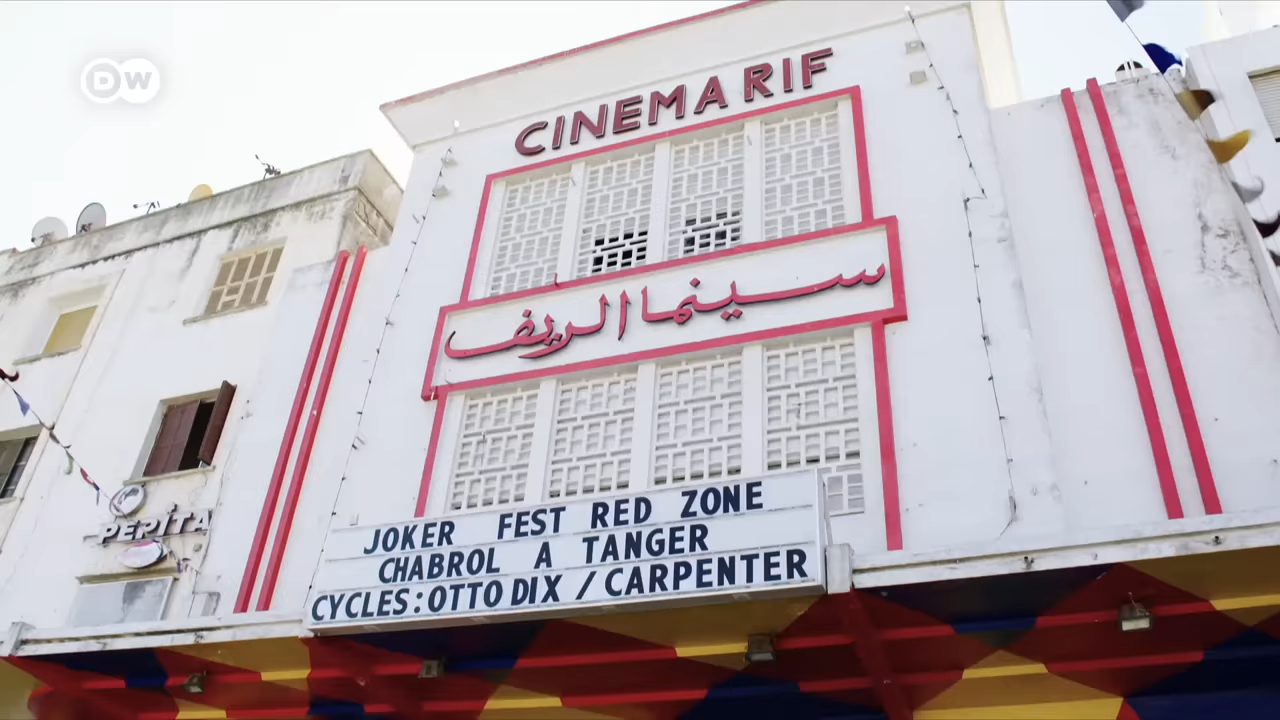 DW
CINEMA RIF
سينما الريف
PEPITA
JOKER FEST RED ZONE
CHABROL A TANGER
CYCLES: OTTO DIX / CARPENTER